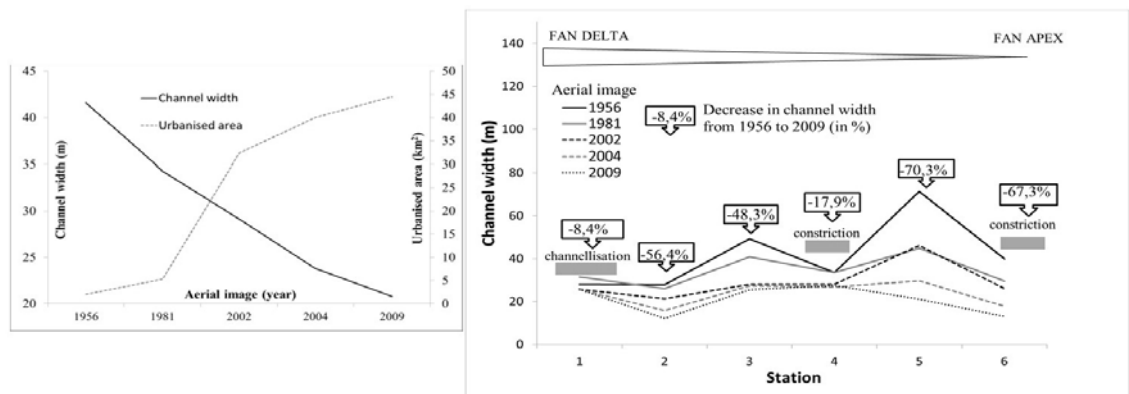 45
40
35
30
25
20
Channel width (m)
Channel width
Urbanised area
50
45
40
35
30
25
20
15
10
5
0
Urbanised area (km²)
Aerial image (year)
1956 1981 2002 2004 2009
FAN DELTA
FAN APEX
140
120
100
80
60
40
20
0
Channel width (m)
Aerial image
1956
1981
2002
2004
2009
-8,4%
Decrease in channel width
from 1956 to 2009 (in %)
-8,4%
channellisation
-56,4%
-48,3%
-17,9%
constriction
-70,3%
-67,3%
constriction
1 2 3 4 5 6
Station